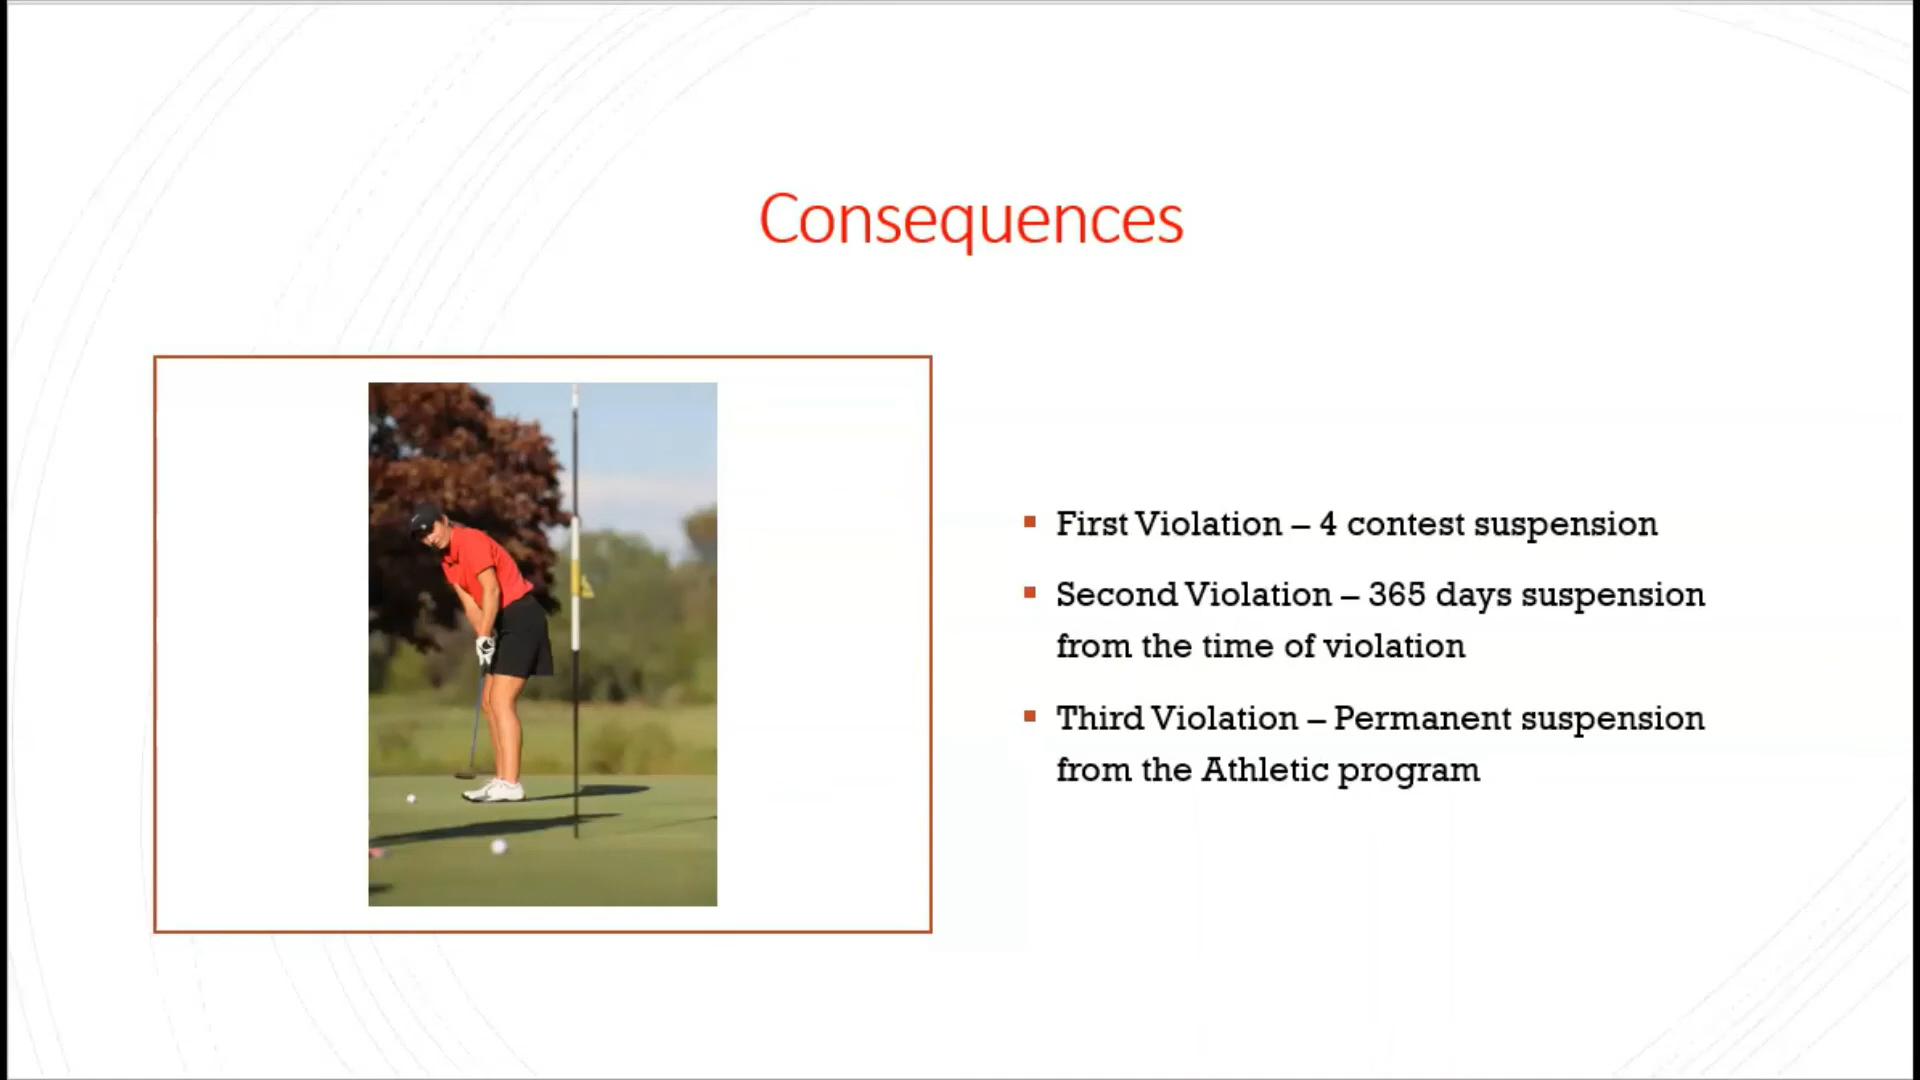 Consequences
First Violation – 4 contest suspension
Second Violation – 365 days suspension
from the time of violation
Third Violation – Permanent suspension
from the Athletic program